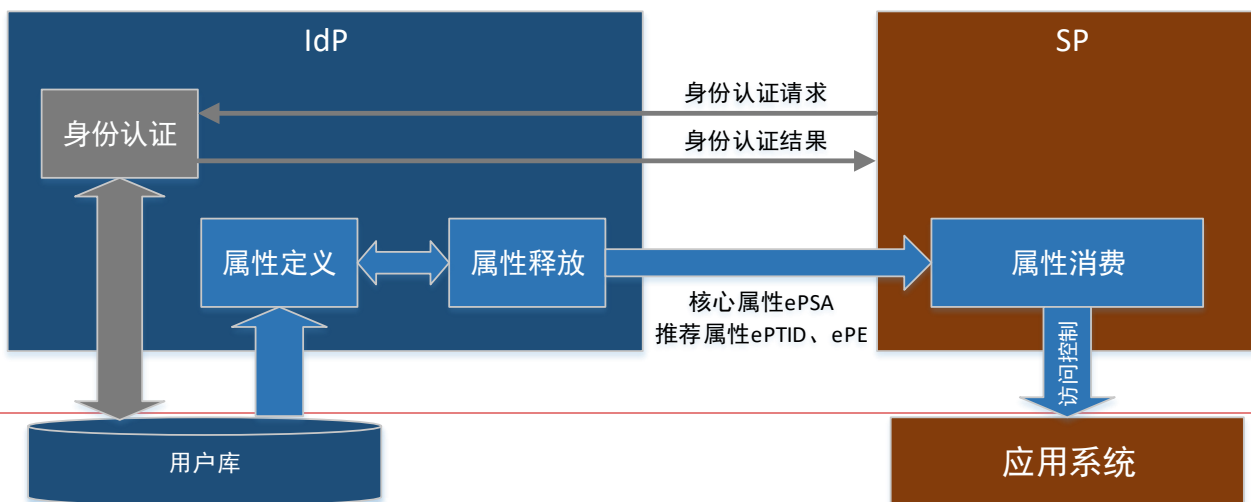 IdP
SP
身份认证请求
身份认证
身份认证结果
属性定义
属性释放
属性消费
核心属性ePSA
推荐属性ePTID、ePE
访问控制
用户库
应用系统